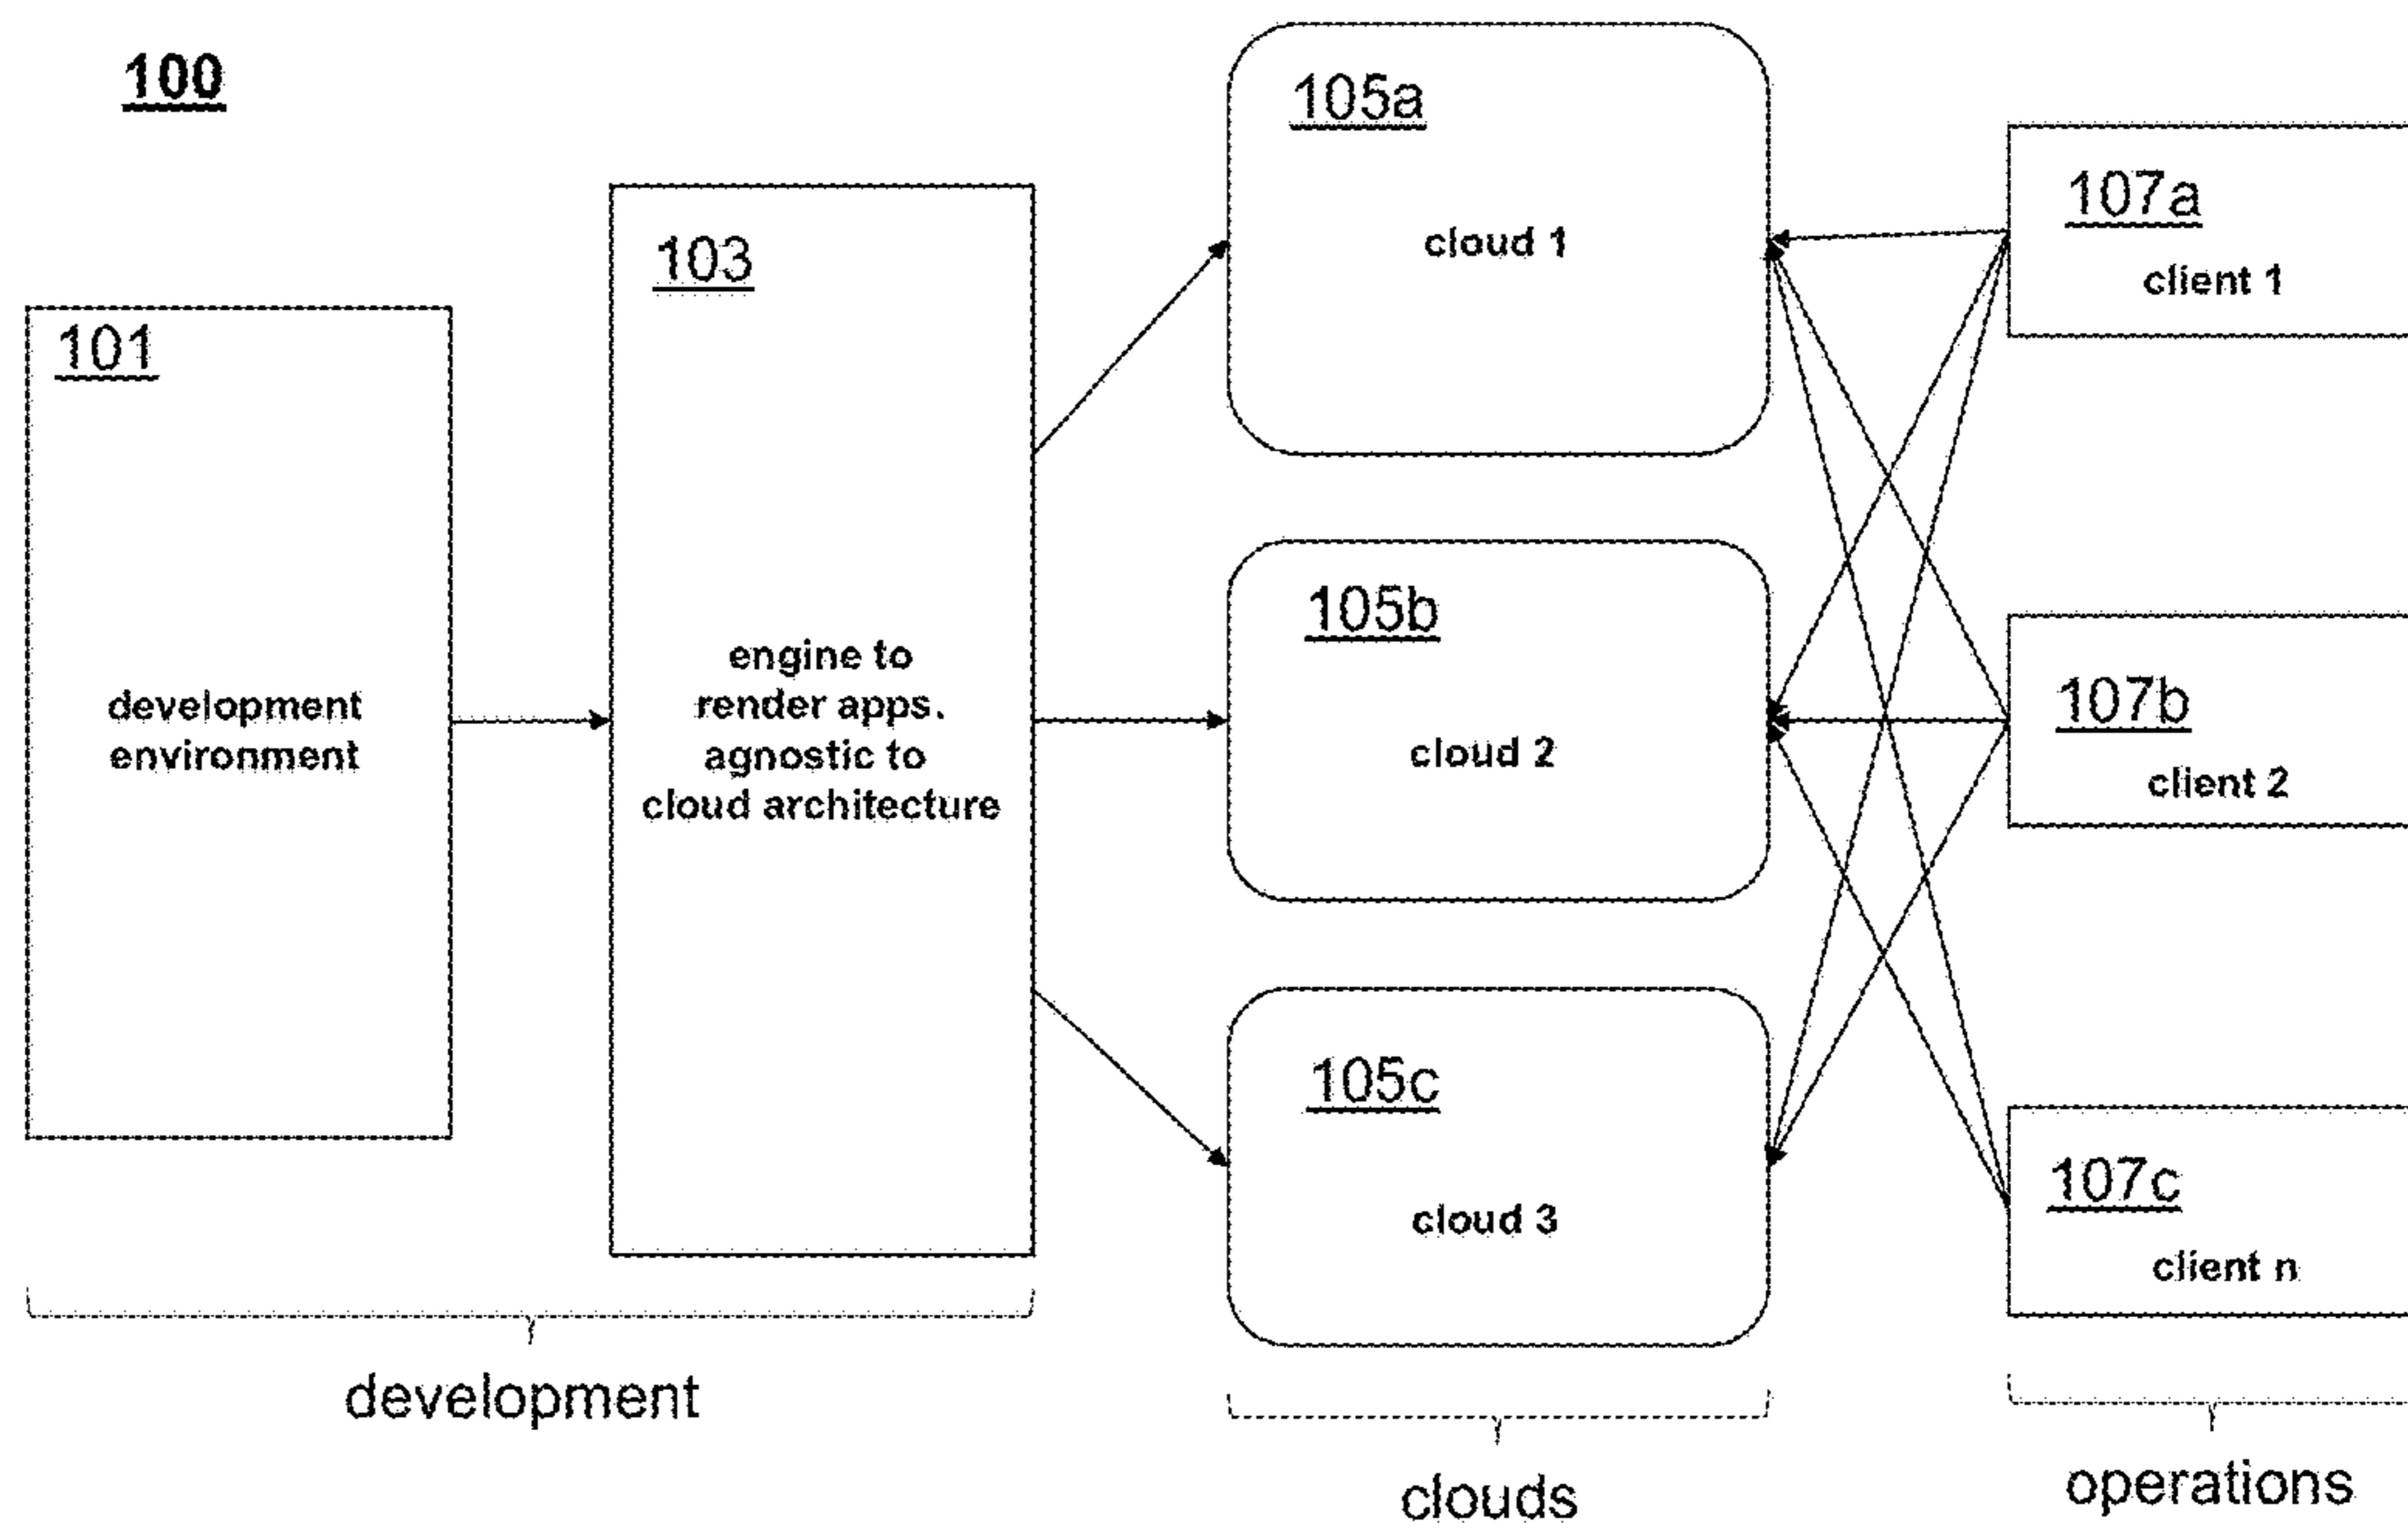 100
101
development
environment
103
engine to
render apps.
agnostic to
cloud architecture
development
105a
cloud 1
105b
cloud 2
105c
cloud 3
clouds
107a
client 1
107b
client 2
107c
client n
operations